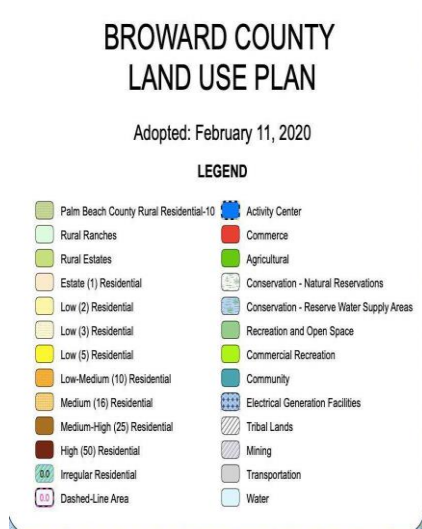 BROWARD COUNTY
LAND USE PLAN
Adopted: February 11, 2020
LEGEND
Palm Beach County Rural Residential-10
Rural Ranches
Rural Estates
Estate (1) Residential
Low (2) Residential
Low (3) Residential
Low (5) Residential
Low-Medium (10) Residential
Medium (16) Residential
Medium-High (25) Residential
High (50) Residential
0.0 Irregular Residential
0.0 Dashed-Line Area
Activity Center
Commerce
Agricultural
Conservation - Natural Reservations
Conservation - Reserve Water Supply Areas
Recreation and Open Space
Commercial Recreation
Community
Electrical Generation Facilities
Tribal Lands
Mining
Transportation
Water